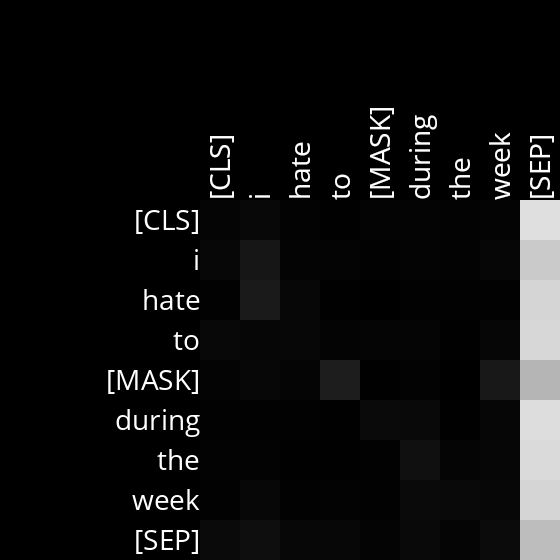 [CLS] i hate to [MASK] during the week [SEP]
[CLS]
i
hate
to
[MASK]
during
the
week
[SEP]